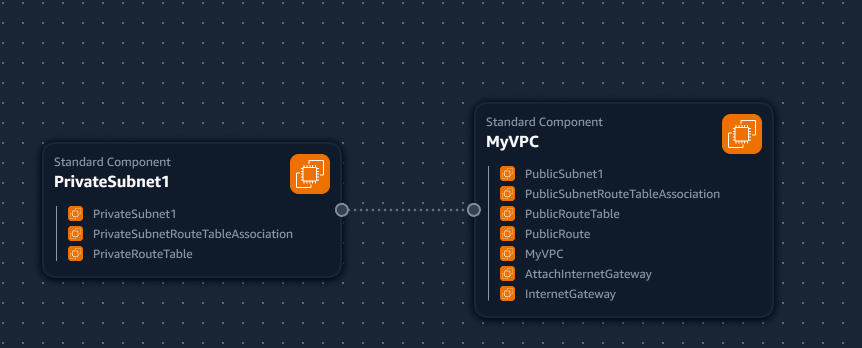 Standard Component
PrivateSubnet1
PrivateSubnet1
PrivateSubnetRouteTableAssociation
PrivateRouteTable
Standard Component
MyVPC
PublicSubnet1
PublicSubnetRouteTableAssociation
PublicRouteTable
PublicRoute
MyVPC
AttachInternetGateway
InternetGateway